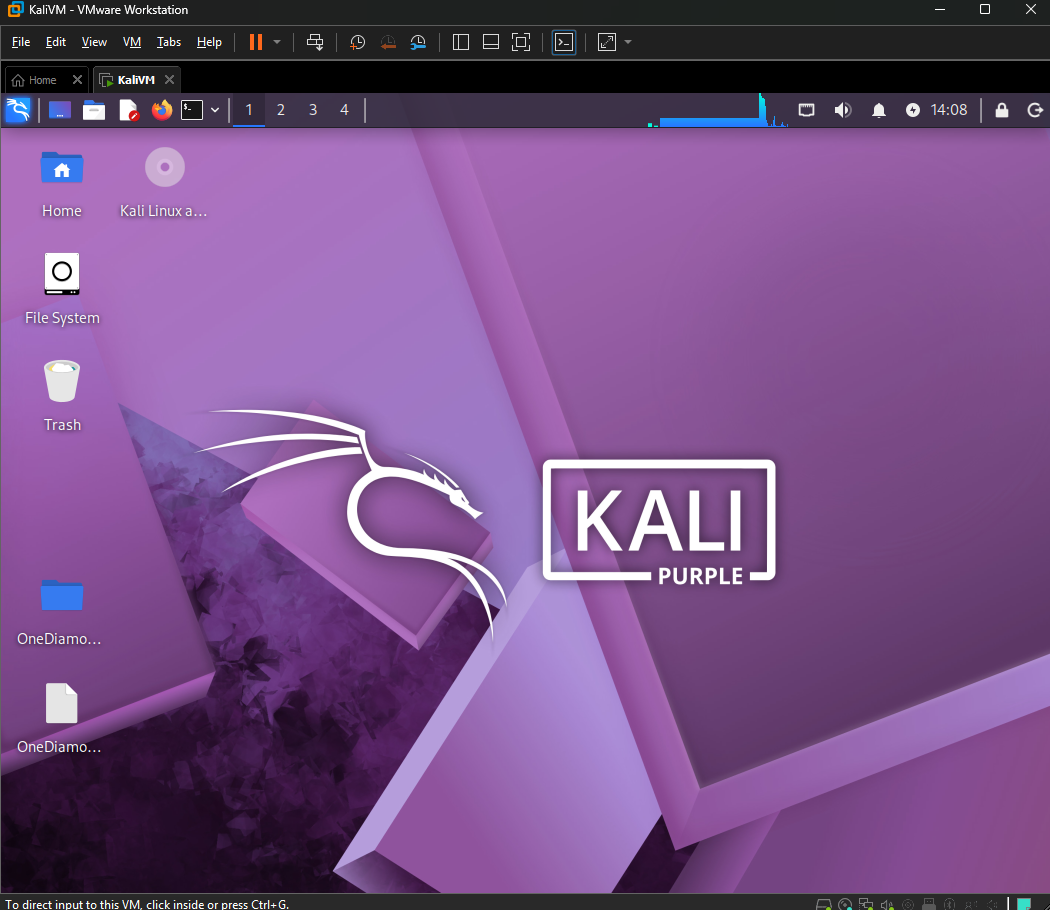 KaliVM - VMware Workstation
File Edit View VM Tabs Help
Home KaliVM
1 2 3 4 14:08
Home Kali Linux a...
File System
Trash
KALI
PURPLE
OneDiamo...
OneDiamo...
To direct input to this VM, click inside or press Ctrl+G.